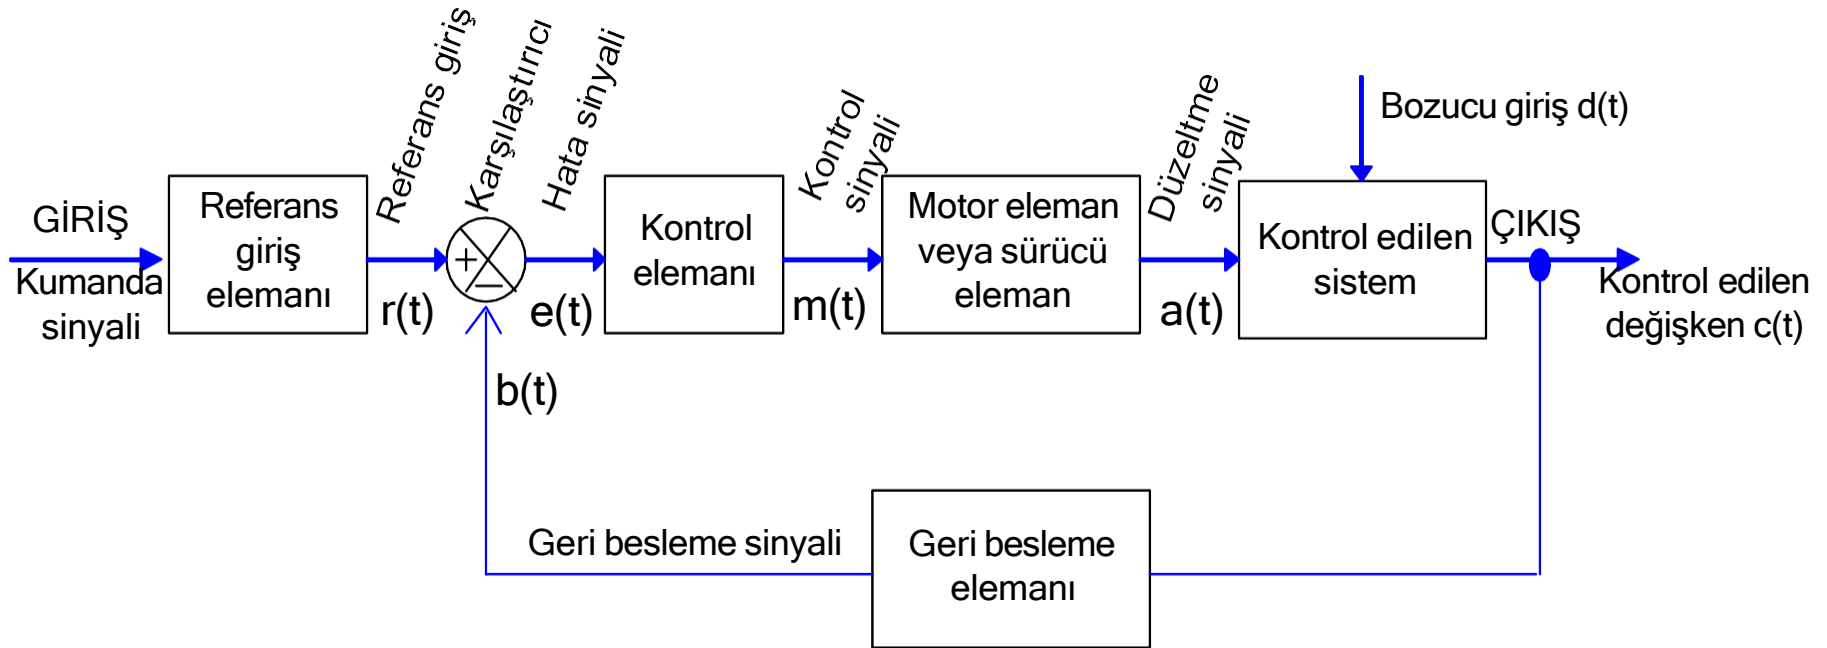 GİRİŞ
Kumanda
sinyali
Referans
giriş
elemanı
Referans giriş
r(t)
Karşılaştırıcı
+
−
Hata sinyali
e(t)
Kontrol
elemanı
Kontrol
sinyali
m(t)
Motor eleman
veya sürücü
eleman
Düzeltme
sinyali
a(t)
Bozucu giriş d(t)
Kontrol edilen
sistem
ÇIKIŞ
Kontrol edilen
değişken c(t)
b(t)
Geri besleme sinyali
Geri besleme
elemanı